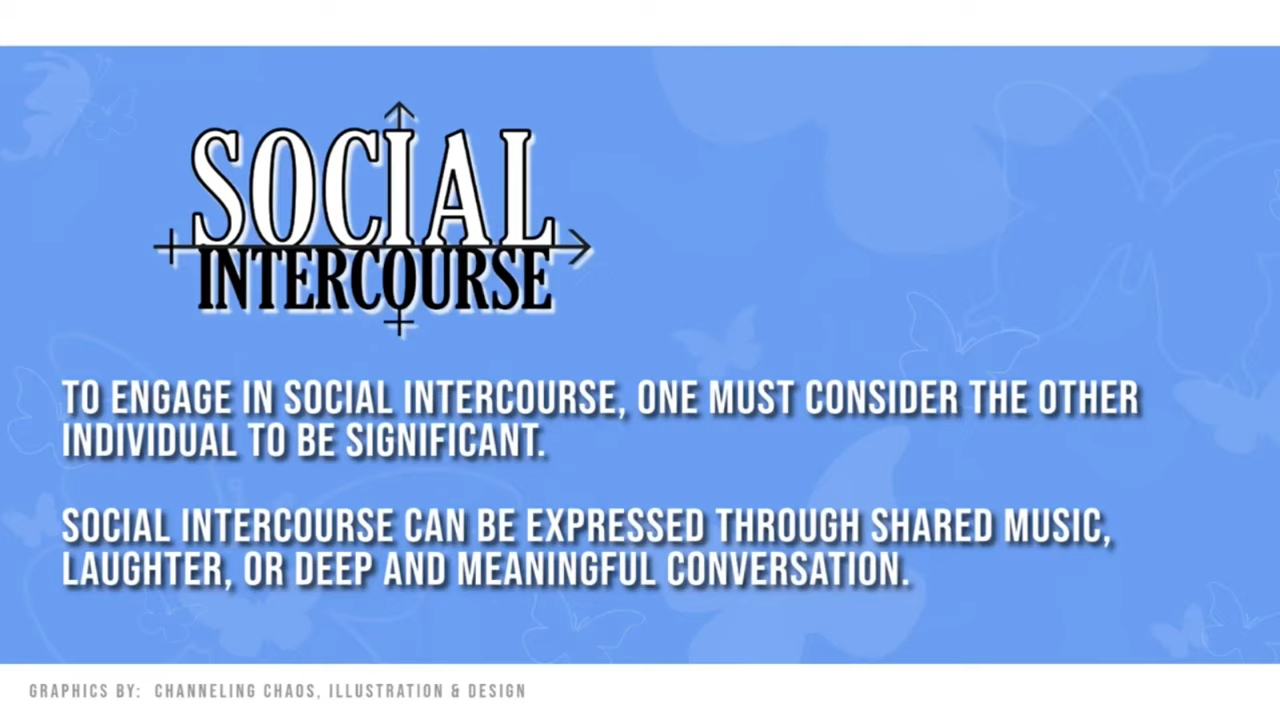 SOCIAL
INTERCOURSE
TO ENGAGE IN SOCIAL INTERCOURSE, ONE MUST CONSIDER THE OTHER
INDIVIDUAL TO BE SIGNIFICANT.
SOCIAL INTERCOURSE CAN BE EXPRESSED THROUGH SHARED MUSIC,
LAUGHTER, OR DEEP AND MEANINGFUL CONVERSATION.
GRAPHICS BY: CHANNELING CHAOS, ILLUSTRATION & DESIGN